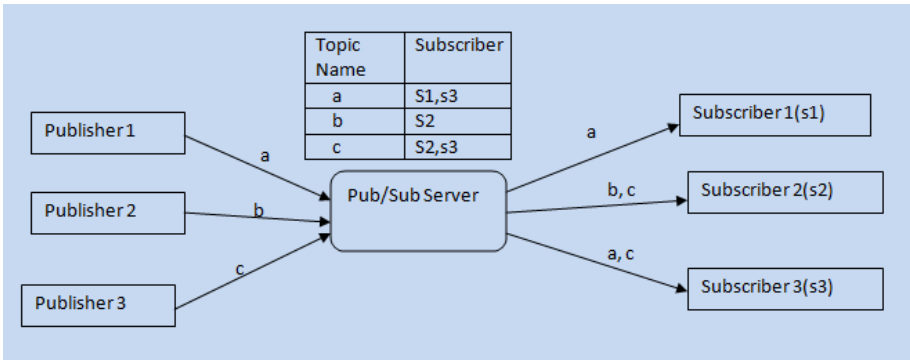 Topic Name Subscriber
a S1,s3
b S2
c S2,s3
Publisher 1
a
Publisher 2
b
Publisher 3
c
Pub/Sub Server
a
Subscriber 1(s1)
b, c
Subscriber 2(s2)
a, c
Subscriber 3(s3)